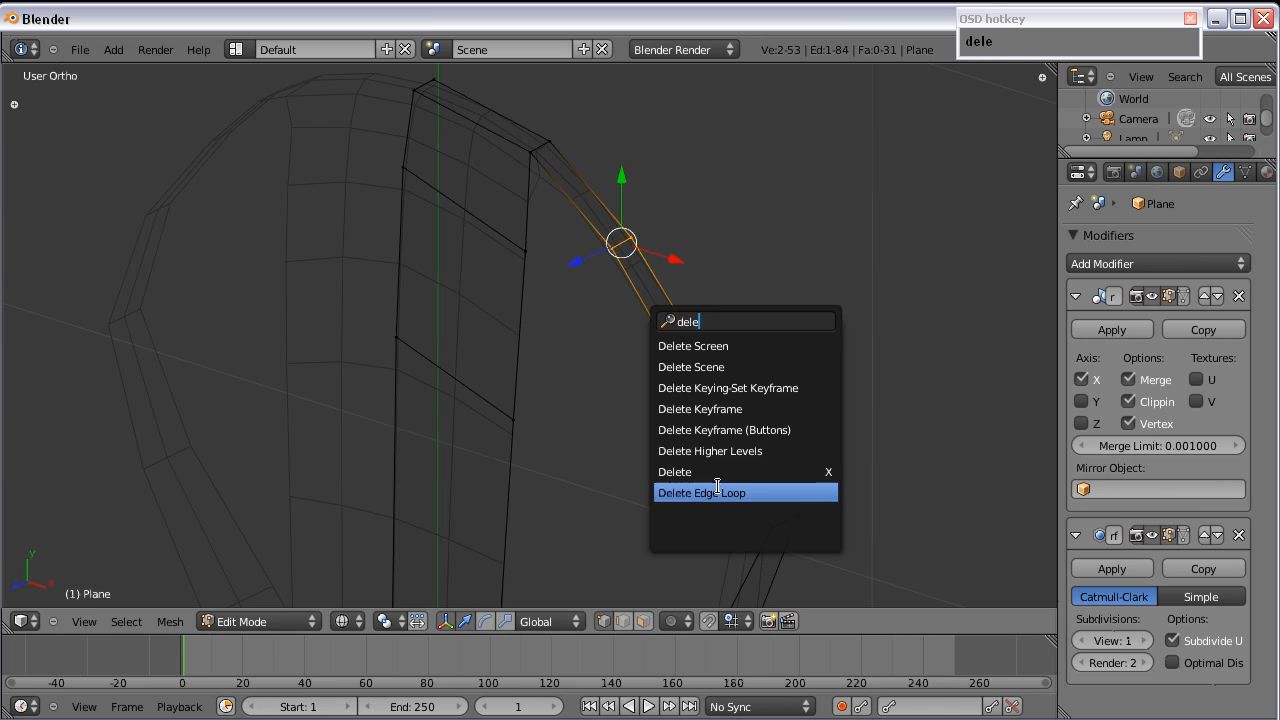 Blender
OSD hotkey
dele
File Add Render Help Default Scene Blender Render Ve:2-53 | Ed:1-84 | Fa:0-31 | Plane
User Ortho
View Search All Scenes
World
Camera
Lamp
Plane
Modifiers
Add Modifier
r
Apply Copy
Axis: Options: Textures:
X Merge U
Y Clippin V
Z Vertex
Merge Limit: 0.001000
Mirror Object:
rf
Apply Copy
Catmull-Clark Simple
Subdivisions: Options:
View: 1 Subdivide U
Render: 2 Optimal Dis
dele
Delete Screen
Delete Scene
Delete Keying-Set Keyframe
Delete Keyframe
Delete Keyframe (Buttons)
Delete Higher Levels
Delete X
Delete Edge Loop
Y
X
(1) Plane
View Select Mesh Edit Mode Global
-40 -20 0 20 40 60 80 100 120 140 160 180 200 220 240 260
View Frame Playback Start: 1 End: 250 1 No Sync